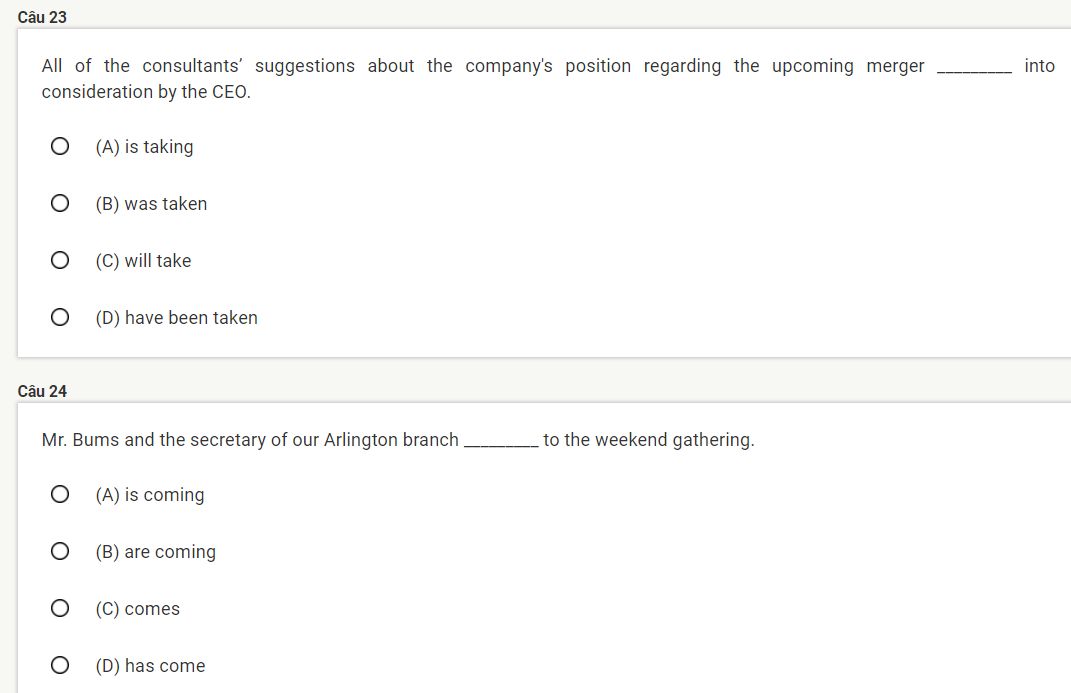 Câu 23
All of the consultants’ suggestions about the company's position regarding the upcoming merger _________ into
consideration by the CEO.
(A) is taking
(B) was taken
(C) will take
(D) have been taken
Câu 24
Mr. Bums and the secretary of our Arlington branch _________ to the weekend gathering.
(A) is coming
(B) are coming
(C) comes
(D) has come